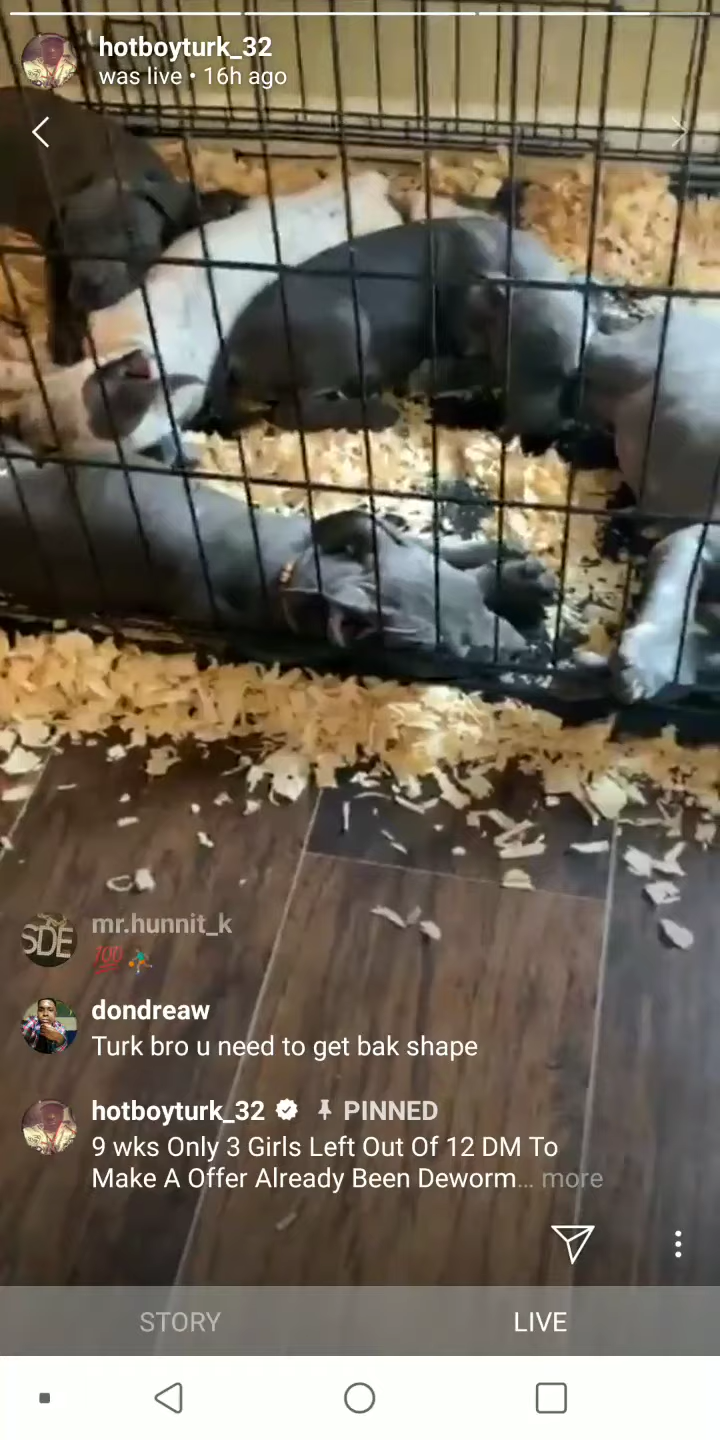 hotboyturk_32
was live • 16h ago
mr.hunnit_k
💯⛹🏿‍♂️
SDE
dondreaw
Turk bro u need to get bak shape
hotboyturk_32 PINNED
9 wks Only 3 Girls Left Out Of 12 DM To
Make A Offer Already Been Deworm... more
STORY
LIVE